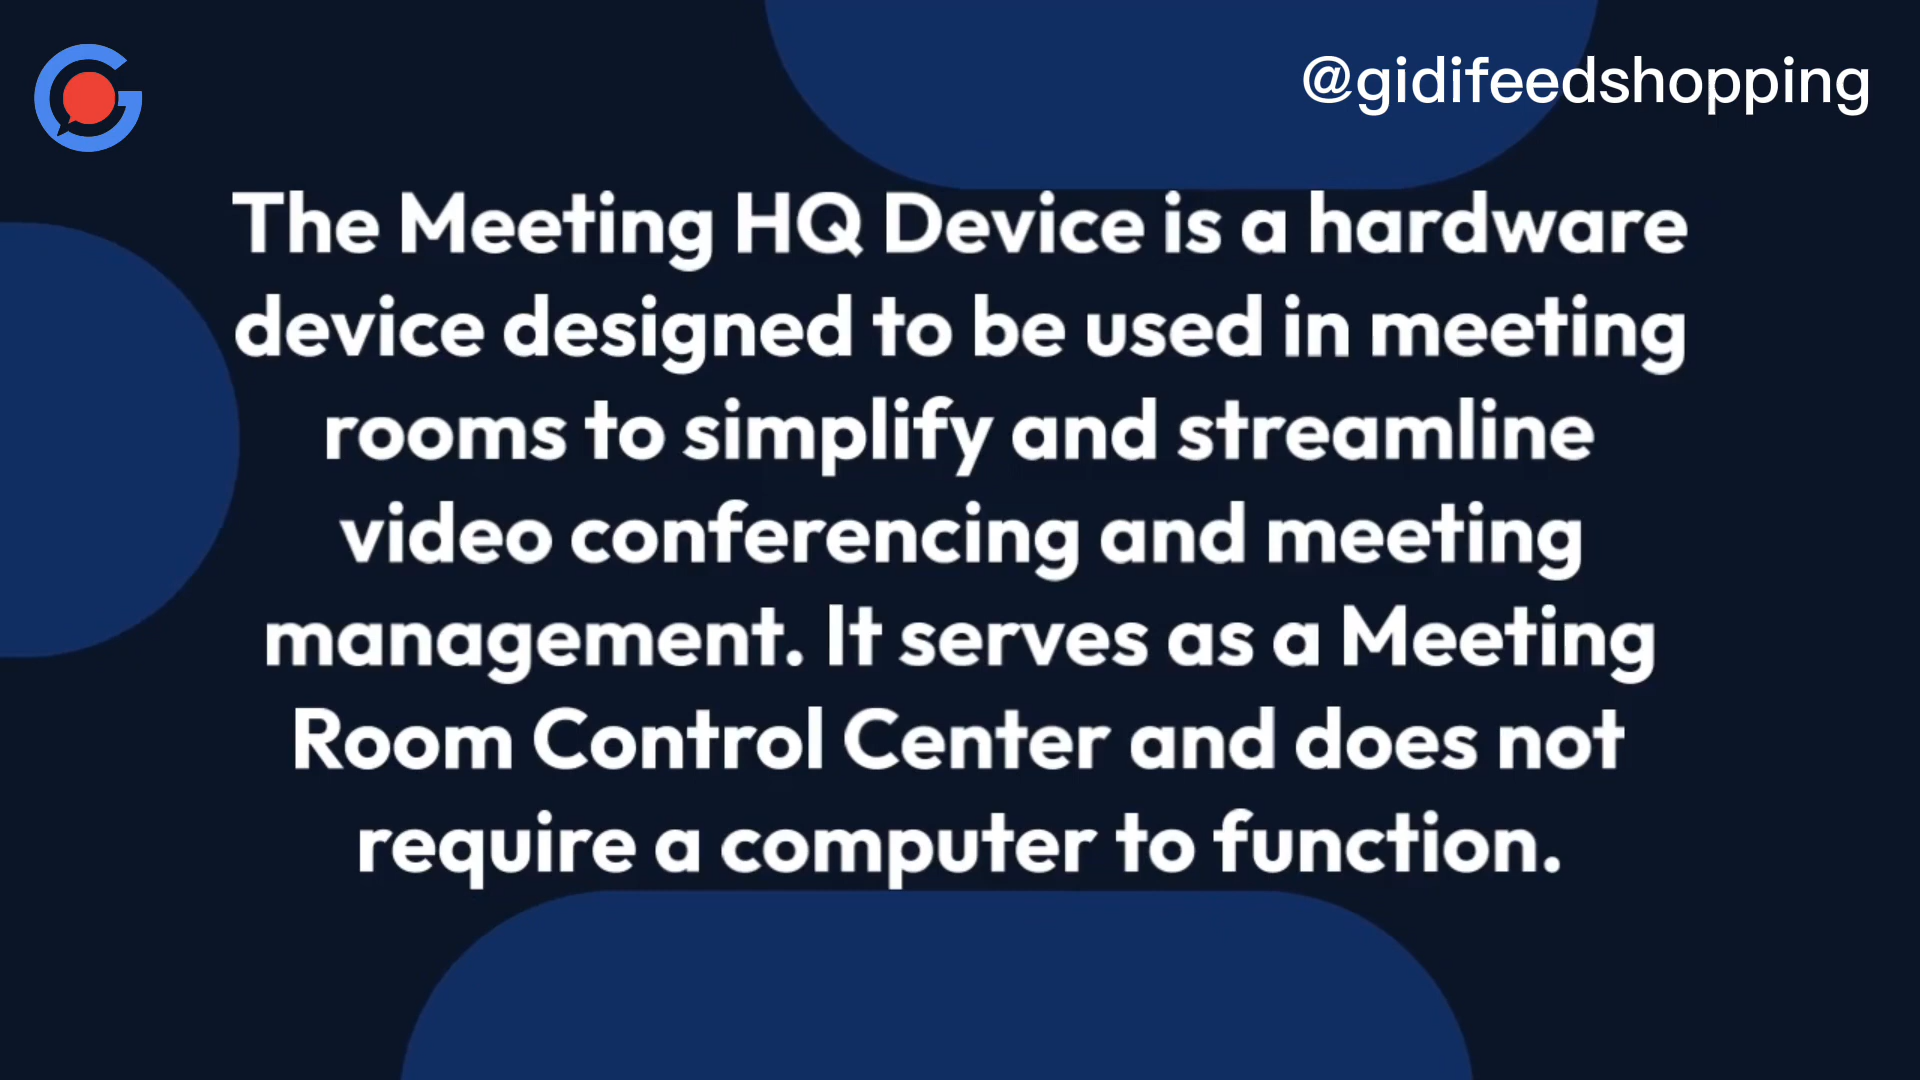 @gidifeedshopping
The Meeting HQ Device is a hardware
device designed to be used in meeting
rooms to simplify and streamline
video conferencing and meeting
management. It serves as a Meeting
Room Control Center and does not
require a computer to function.